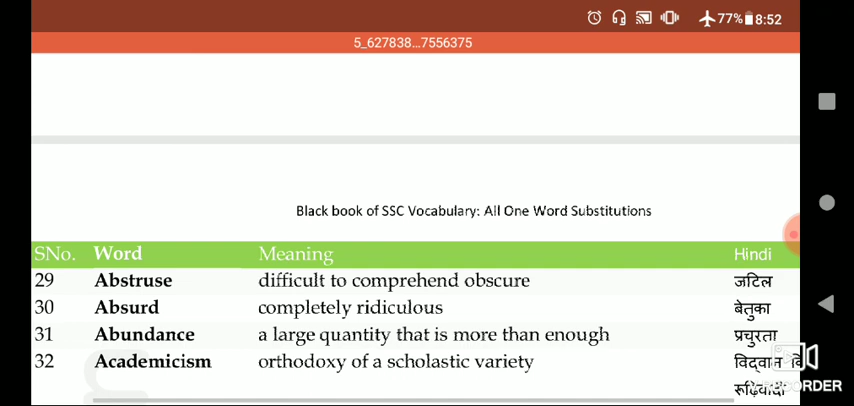 77% 8:52
5_627838...7556375
Black book of SSC Vocabulary: All One Word Substitutions
SNo. Word Meaning Hindi
29 Abstruse difficult to comprehend obscure जटिल
30 Absurd completely ridiculous बेतुका
31 Abundance a large quantity that is more than enough प्रचुरता
32 Academicism orthodoxy of a scholastic variety विद्वान
रूढ़िवादी
RECORDER